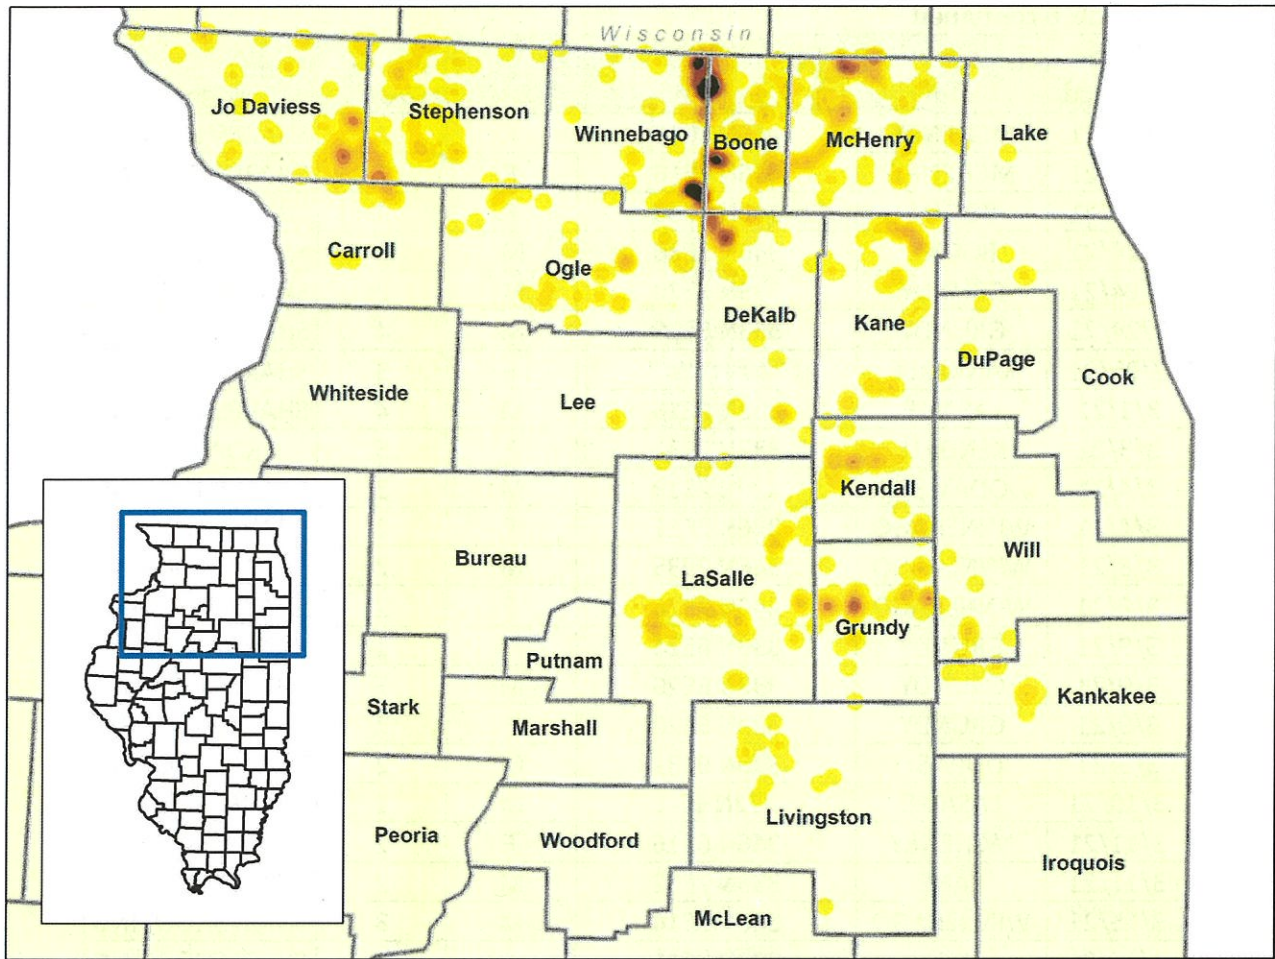 Wisconsin
Jo Daviess
Stephenson
Winnebago
Boone
McHenry
Lake
Carroll
Ogle
DeKalb
Kane
DuPage
Cook
Whiteside
Lee
Kendall
Bureau
LaSalle
Will
Grundy
Putnam
Kankakee
Stark
Marshall
Livingston
Peoria
Woodford
Iroquois
McLean